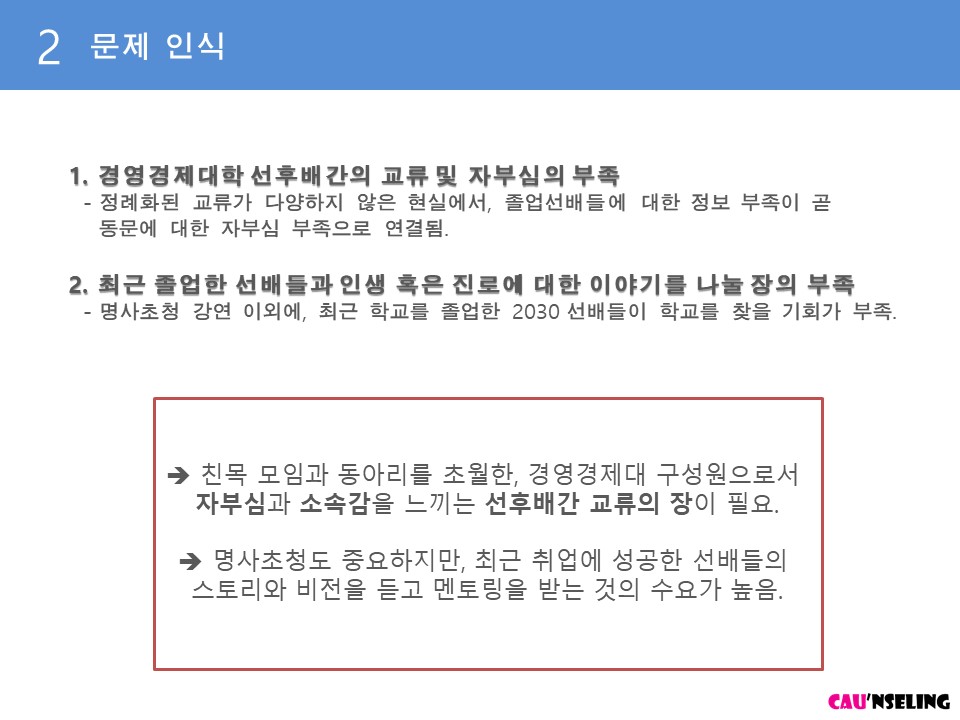 2 문제 인식
1. 경영경제대학 선후배간의 교류 및 자부심의 부족
- 정례화된 교류가 다양하지 않은 현실에서, 졸업선배들에 대한 정보 부족이 곧
동문에 대한 자부심 부족으로 연결됨.
2. 최근 졸업한 선배들과 인생 혹은 진로에 대한 이야기를 나눌 장의 부족
- 명사초청 강연 이외에, 최근 학교를 졸업한 2030 선배들이 학교를 찾을 기회가 부족.
➔ 친목 모임과 동아리를 초월한, 경영경제대 구성원으로서
자부심과 소속감을 느끼는 선후배간 교류의 장이 필요.
➔ 명사초청도 중요하지만, 최근 취업에 성공한 선배들의
스토리와 비전을 듣고 멘토링을 받는 것의 수요가 높음.
CAU'NSELING